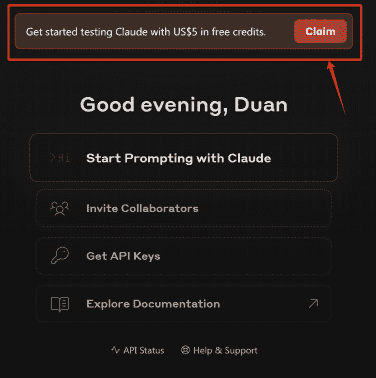 Get started testing Claude with US$5 in free credits. Claim
Good evening, Duan
Start Prompting with Claude
Invite Collaborators
Get API Keys
Explore Documentation
API Status Help & Support